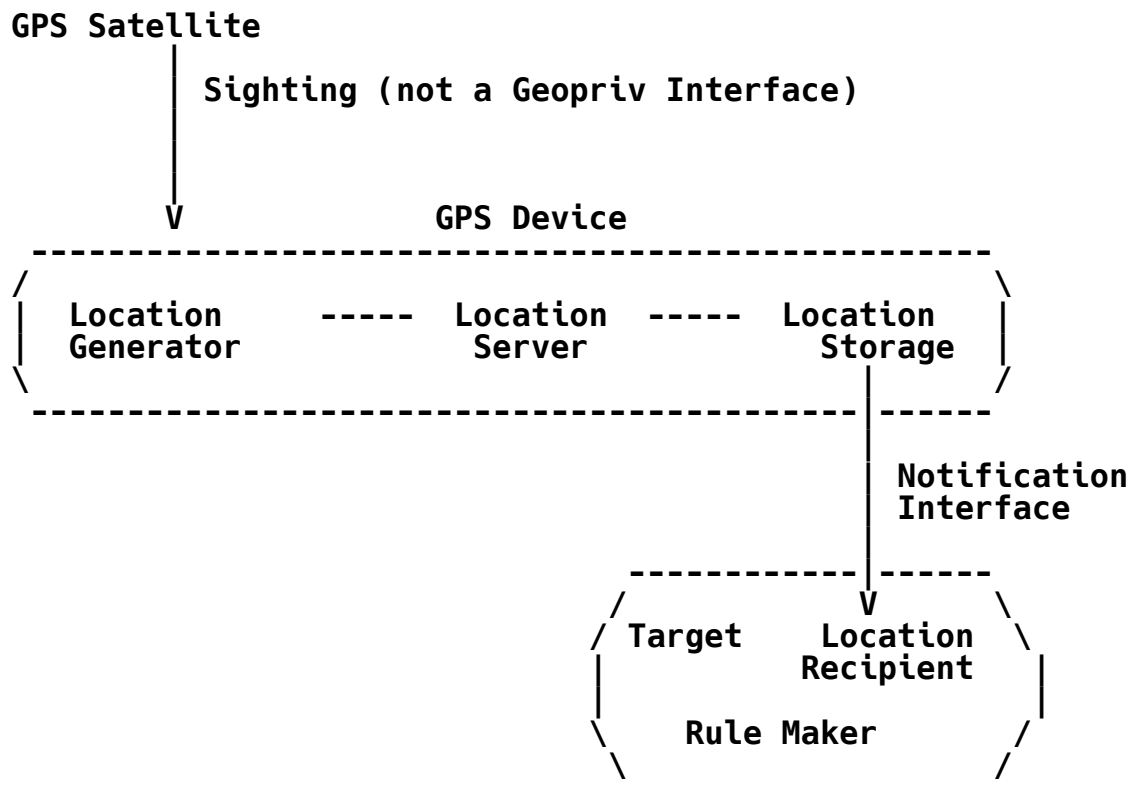 GPS Satellite
Sighting (not a Geopriv Interface)
GPS Device
Location ----- Location ----- Location
Generator Server Storage
Notification
Interface
Target Location
Recipient
Rule Maker